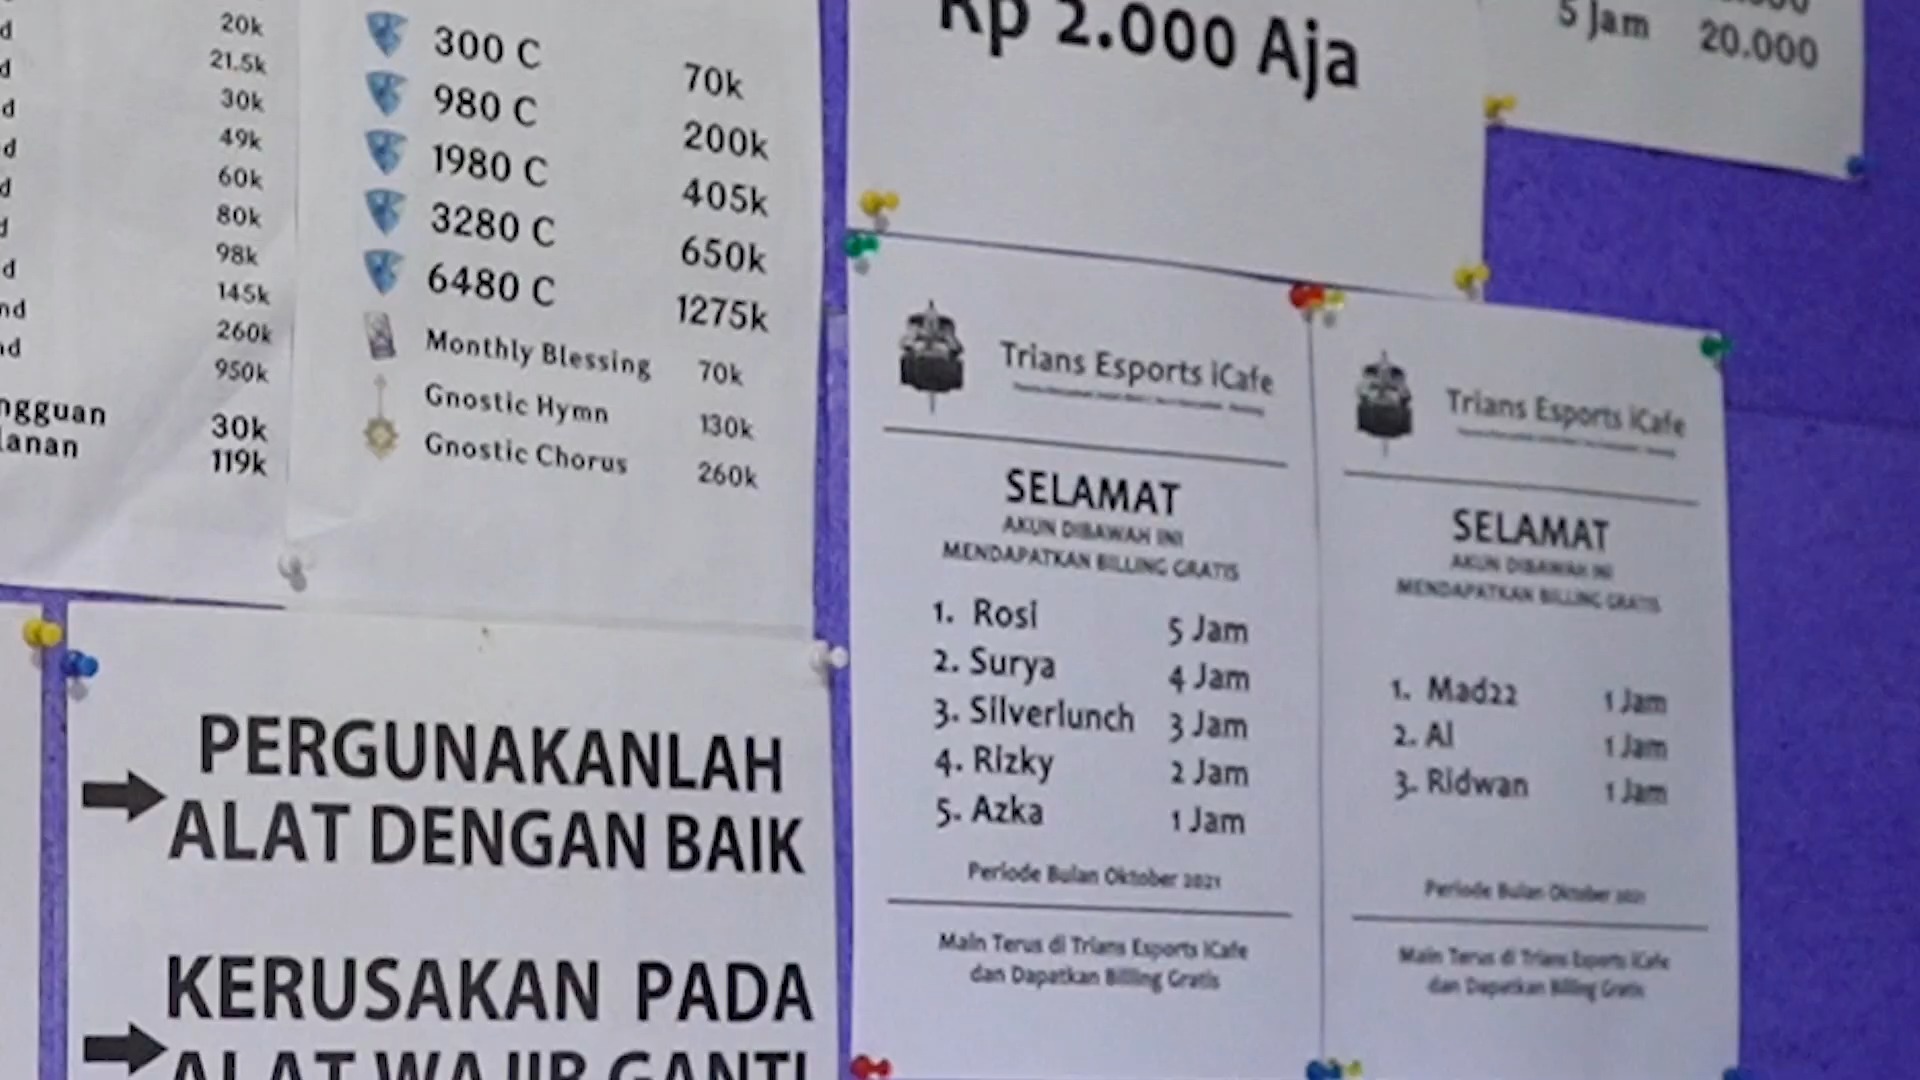 20k
21.5k
30k
49k
60k
80k
98k
145k
260k
950k
30k
119k
300 C 70k
980 C 200k
1980 C 405k
3280 C 650k
6480 C 1275k
Monthly Blessing 70k
Gnostic Hymn 130k
Gnostic Chorus 260k
Rp 2.000 Aja
5 Jam 20.000
PERGUNAKANLAH
ALAT DENGAN BAIK
KERUSAKAN PADA
ALAT WAJIB GANTI
Trians Esports iCafe
SELAMAT
AKUN DIBAWAH INI
MENDAPATKAN BILLING GRATIS
1. Rosi 5 Jam
2. Surya 4 Jam
3. Silverlunch 3 Jam
4. Rizky 2 Jam
5. Azka 1 Jam
Periode Bulan Oktober 2021
Main Terus di Trians Esports iCafe
dan Dapatkan Billing Gratis
Trians Esports iCafe
SELAMAT
AKUN DIBAWAH INI
MENDAPATKAN BILLING GRATIS
1. Mad22 1 Jam
2. Al 1 Jam
3. Ridwan 1 Jam
Periode Bulan Oktober 2021
Main Terus di Trians Esports iCafe
dan Dapatkan Billing Gratis